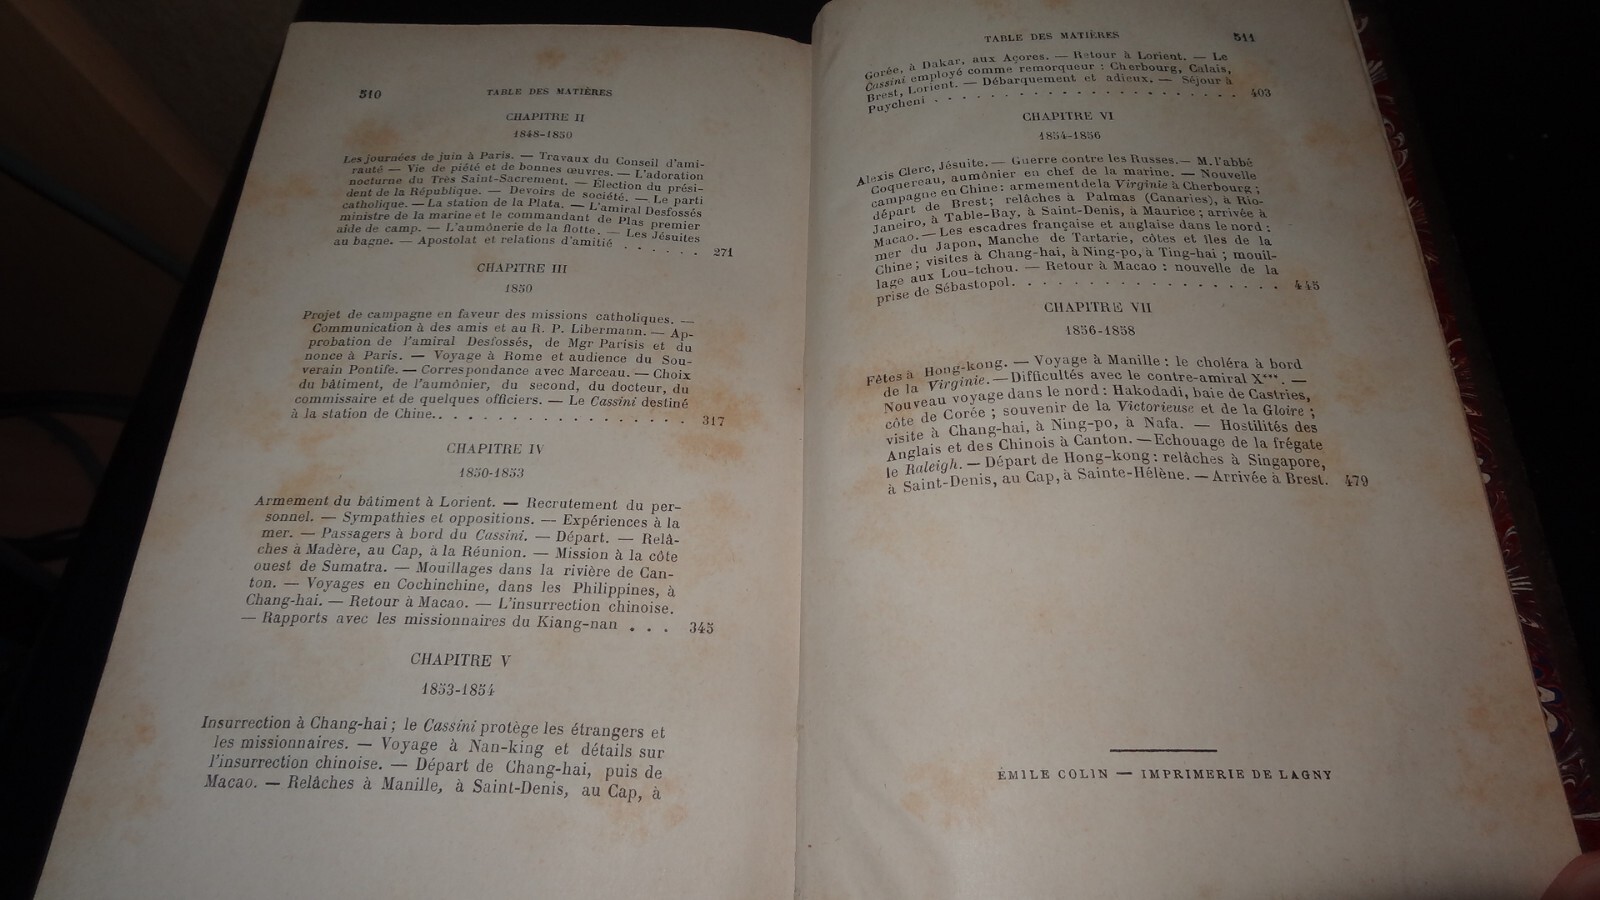 510
TABLE DES MATIÈRES
CHAPITRE II
1848-1850
Les journées de juin à Paris. — Travaux du Conseil d'ami-
rauté — Vie de piété et de bonnes œuvres. — L'adoration
nocturne du Très Saint-Sacrement. — Élection du prési-
dent de la République. — Devoirs de société. — Le parti
catholique. — La station de la Plata. — L'amiral Desfossés
ministre de la marine et le commandant de Plas premier
aide de camp. — L'aumônerie de la flotte. — Les Jésuites
au bagne. — Apostolat et relations d'amitié . . . . . . 271
CHAPITRE III
1850
Projet de campagne en faveur des missions catholiques. —
Communication à des amis et au R. P. Libermann. — Ap-
probation de l'amiral Desfossés, de Mgr Parisis et du
nonce à Paris. — Voyage à Rome et audience du Sou-
verain Pontife. — Correspondance avec Marceau. — Choix
du bâtiment, de l'aumônier, du second, du docteur, du
commissaire et de quelques officiers. — Le Cassini destiné
à la station de Chine. . . . . . . . . . . . . . . . . 317
CHAPITRE IV
1850-1853
Armement du bâtiment à Lorient. — Recrutement du per-
sonnel. — Sympathies et oppositions. — Expériences à la
mer. — Passagers à bord du Cassini. — Départ. — Relâ-
ches à Madère, au Cap, à la Réunion. — Mission à la côte
ouest de Sumatra. — Mouillages dans la rivière de Can-
ton. — Voyages en Cochinchine, dans les Philippines, à
Chang-hai. — Retour à Macao. — L'insurrection chinoise.
— Rapports avec les missionnaires du Kiang-nan . . . 345
CHAPITRE V
1853-1854
Insurrection à Chang-hai ; le Cassini protège les étrangers et
les missionnaires. — Voyage à Nan-king et détails sur
l'insurrection chinoise. — Départ de Chang-hai, puis de
Macao. — Relâches à Manille, à Saint-Denis, au Cap, à
TABLE DES MATIÈRES
511
Gorée, à Dakar, aux Açores. — Retour à Lorient. — Le
Cassini employé comme remorqueur : Cherbourg, Calais,
Brest, Lorient. — Débarquement et adieux. — Séjour à
Puycheni . . . . . . . . . . . . . . . . . . . . 403
CHAPITRE VI
1854-1856
Alexis Clerc, Jésuite. — Guerre contre les Russes. — M. l'abbé
Coquereau, aumônier en chef de la marine. — Nouvelle
campagne en Chine : armement de la Virginie à Cherbourg ;
départ de Brest ; relâches à Palmas (Canaries), à Rio-
Janeiro, à Table-Bay, à Saint-Denis, à Maurice ; arrivée à
Macao. — Les escadres française et anglaise dans le nord :
mer du Japon, Manche de Tartarie, côtes et îles de la
Chine ; visites à Chang-hai, à Ning-po, à Ting-hai ; mouil-
lage aux Lou-tchou. — Retour à Macao : nouvelle de la
prise de Sébastopol. . . . . . . . . . . . . . . . . 445
CHAPITRE VII
1856-1858
Fêtes à Hong-kong. — Voyage à Manille : le choléra à bord
de la Virginie. — Difficultés avec le contre-amiral X***. —
Nouveau voyage dans le nord : Hakodadi, baie de Castries,
côte de Corée ; souvenir de la Victorieuse et de la Gloire ;
visite à Chang-hai, à Ning-po, à Nafa. — Hostilités des
Anglais et des Chinois à Canton. — Echouage de la frégate
le Raleigh. — Départ de Hong-kong : relâches à Singapore,
à Saint-Denis, au Cap, à Sainte-Hélène. — Arrivée à Brest. 479
ÉMILE COLIN — IMPRIMERIE DE LAGNY